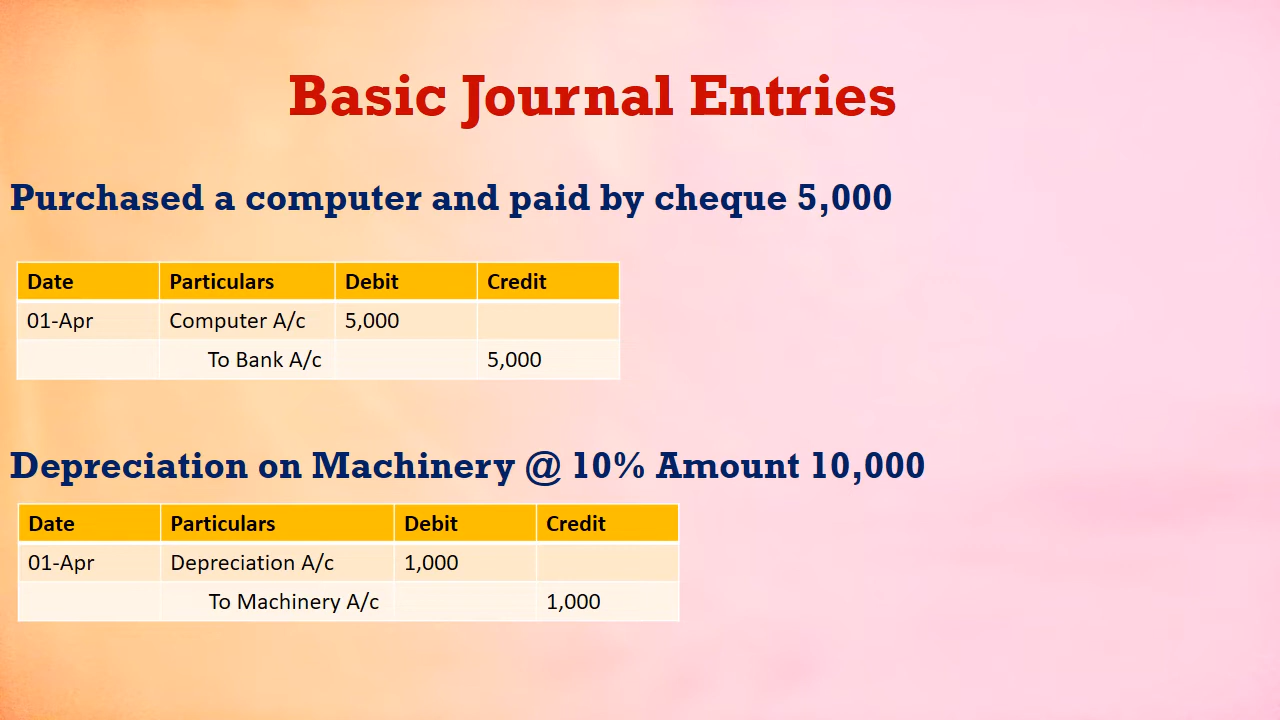 Basic Journal Entries
Purchased a computer and paid by cheque 5,000
Date Particulars Debit Credit
01-Apr Computer A/c 5,000
To Bank A/c 5,000
Depreciation on Machinery @ 10% Amount 10,000
Date Particulars Debit Credit
01-Apr Depreciation A/c 1,000
To Machinery A/c 1,000